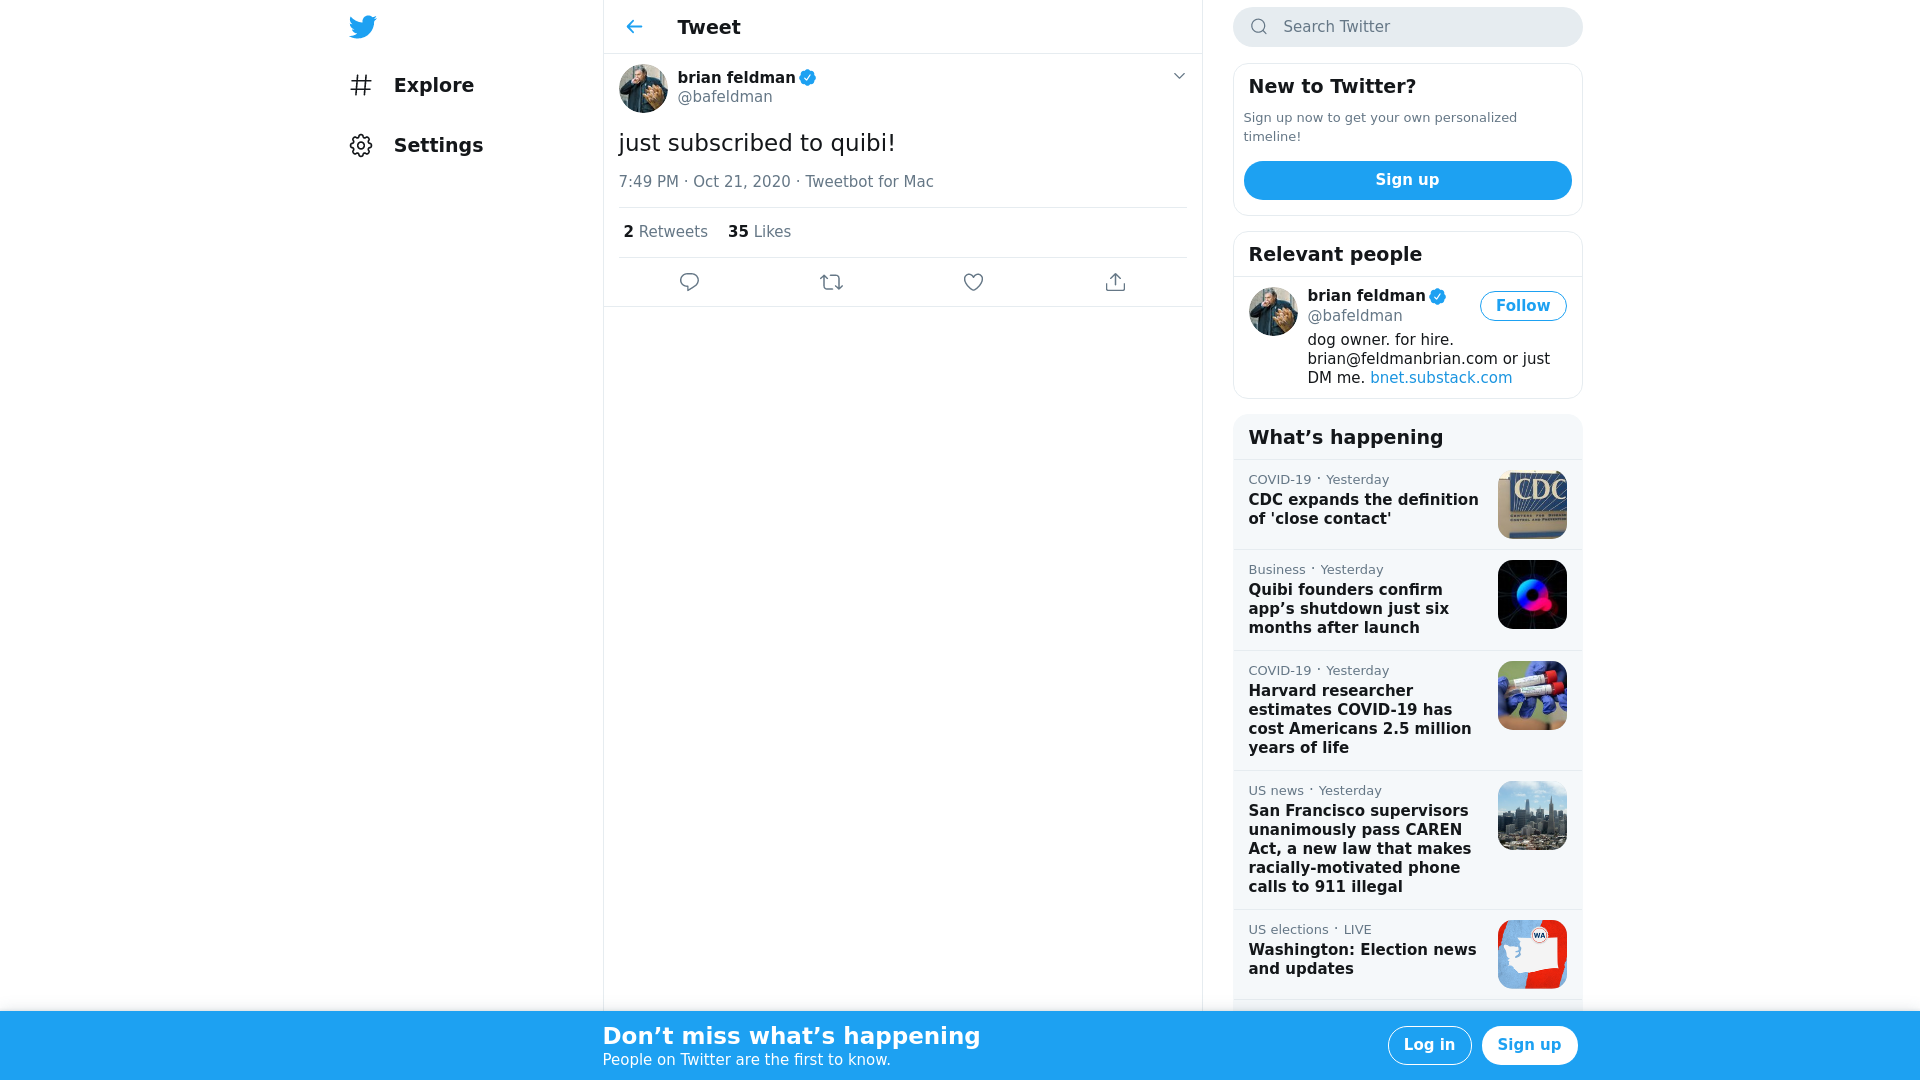 Explore
Settings
Tweet
brian feldman
@bafeldman
just subscribed to quibi!
7:49 PM · Oct 21, 2020 · Tweetbot for Mac
2 Retweets 35 Likes
Search Twitter
New to Twitter?
Sign up now to get your own personalized
timeline!
Sign up
Relevant people
brian feldman
@bafeldman
Follow
dog owner. for hire.
brian@feldmanbrian.com or just
DM me. bnet.substack.com
What’s happening
COVID-19 · Yesterday
CDC expands the definition
of 'close contact'
CDC
Business · Yesterday
Quibi founders confirm
app’s shutdown just six
months after launch
COVID-19 · Yesterday
Harvard researcher
estimates COVID-19 has
cost Americans 2.5 million
years of life
US news · Yesterday
San Francisco supervisors
unanimously pass CAREN
Act, a new law that makes
racially-motivated phone
calls to 911 illegal
US elections · LIVE
Washington: Election news
and updates
WA
Don’t miss what’s happening
People on Twitter are the first to know.
Log in
Sign up